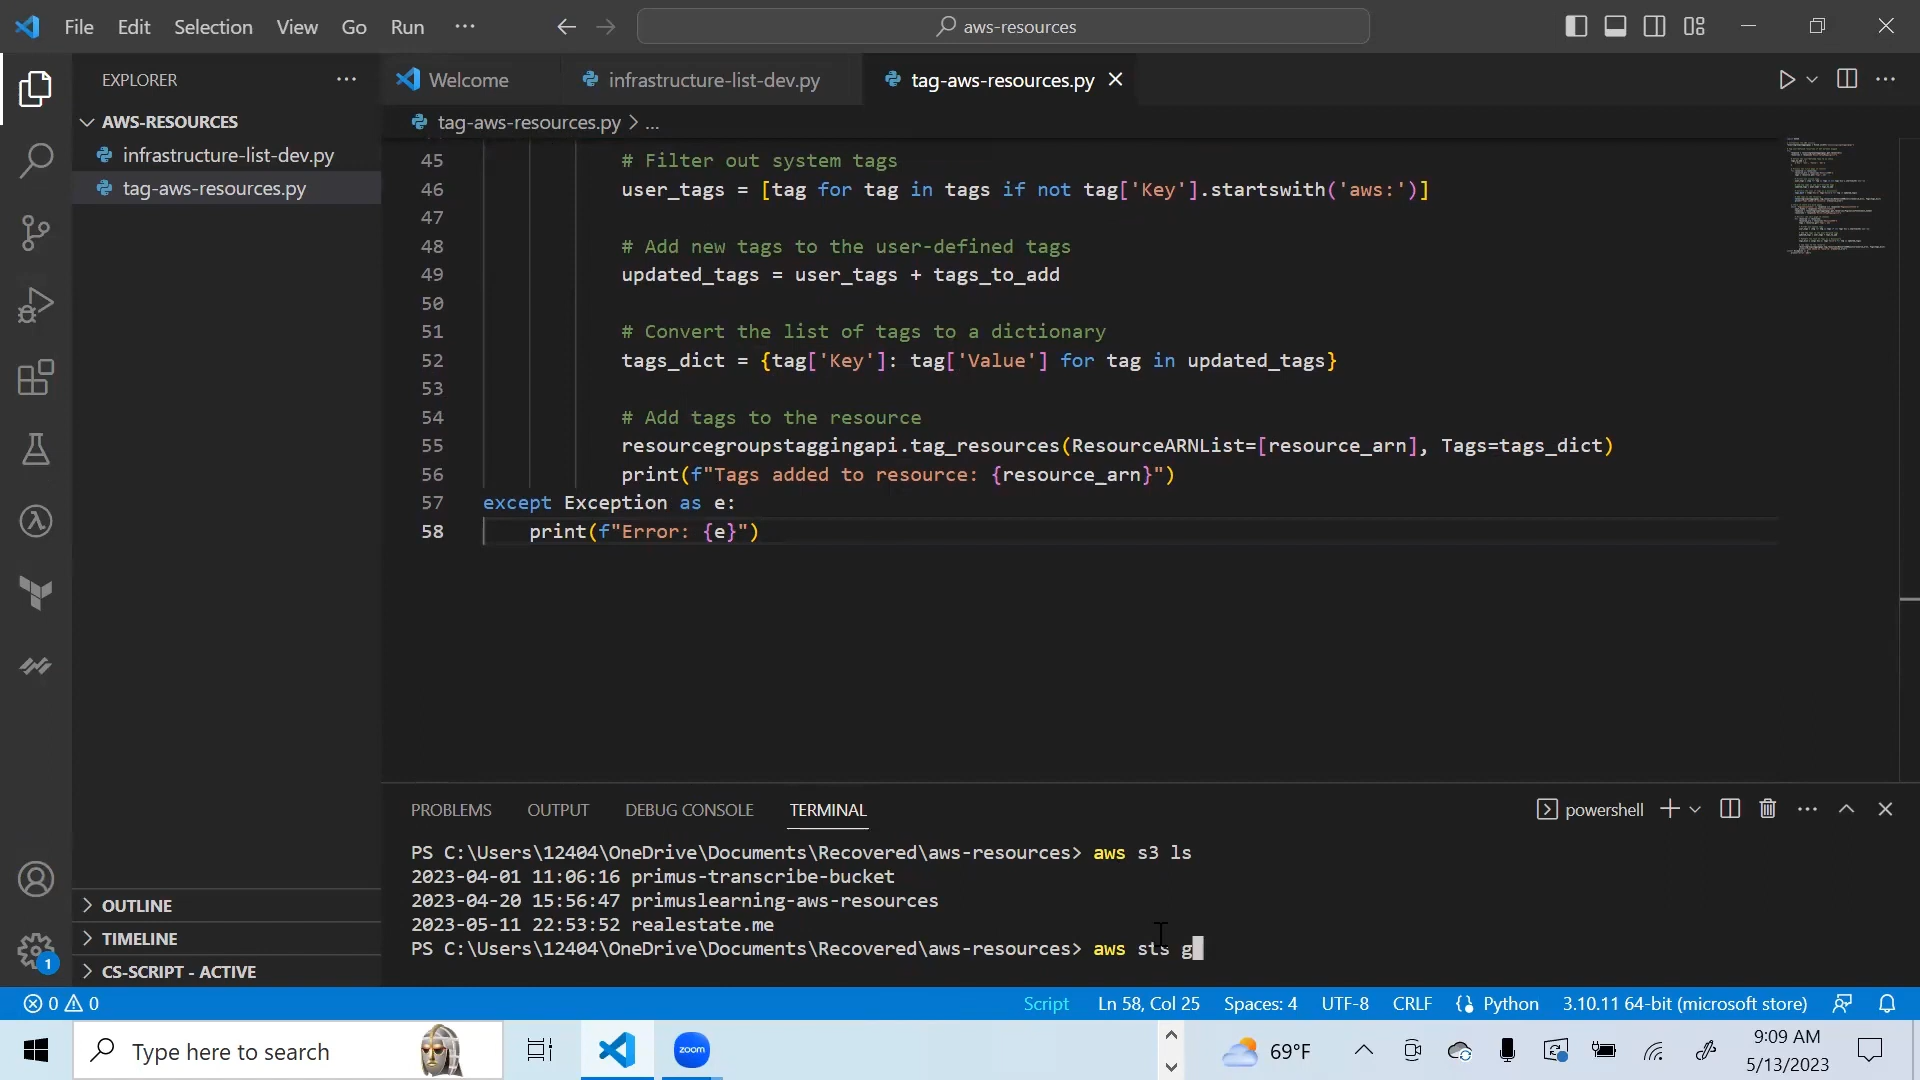 File Edit Selection View Go Run ···
aws-resources
EXPLORER ···
AWS-RESOURCES
infrastructure-list-dev.py
tag-aws-resources.py
OUTLINE
TIMELINE
CS-SCRIPT - ACTIVE
Welcome infrastructure-list-dev.py tag-aws-resources.py
tag-aws-resources.py > ...
45 # Filter out system tags
46 user_tags = [tag for tag in tags if not tag['Key'].startswith('aws:')]
47
48 # Add new tags to the user-defined tags
49 updated_tags = user_tags + tags_to_add
50
51 # Convert the list of tags to a dictionary
52 tags_dict = {tag['Key']: tag['Value'] for tag in updated_tags}
53
54 # Add tags to the resource
55 resourcegroupstaggingapi.tag_resources(ResourceARNList=[resource_arn], Tags=tags_dict)
56 print(f"Tags added to resource: {resource_arn}")
57 except Exception as e:
58 print(f"Error: {e}")
PROBLEMS OUTPUT DEBUG CONSOLE TERMINAL
powershell
PS C:\Users\12404\OneDrive\Documents\Recovered\aws-resources> aws s3 ls
2023-04-01 11:06:16 primus-transcribe-bucket
2023-04-20 15:56:47 primuslearning-aws-resources
2023-05-11 22:53:52 realestate.me
PS C:\Users\12404\OneDrive\Documents\Recovered\aws-resources> aws sts g
1
0 0 Script Ln 58, Col 25 Spaces: 4 UTF-8 CRLF Python 3.10.11 64-bit (microsoft store)
Type here to search
zoom
69°F
9:09 AM
5/13/2023